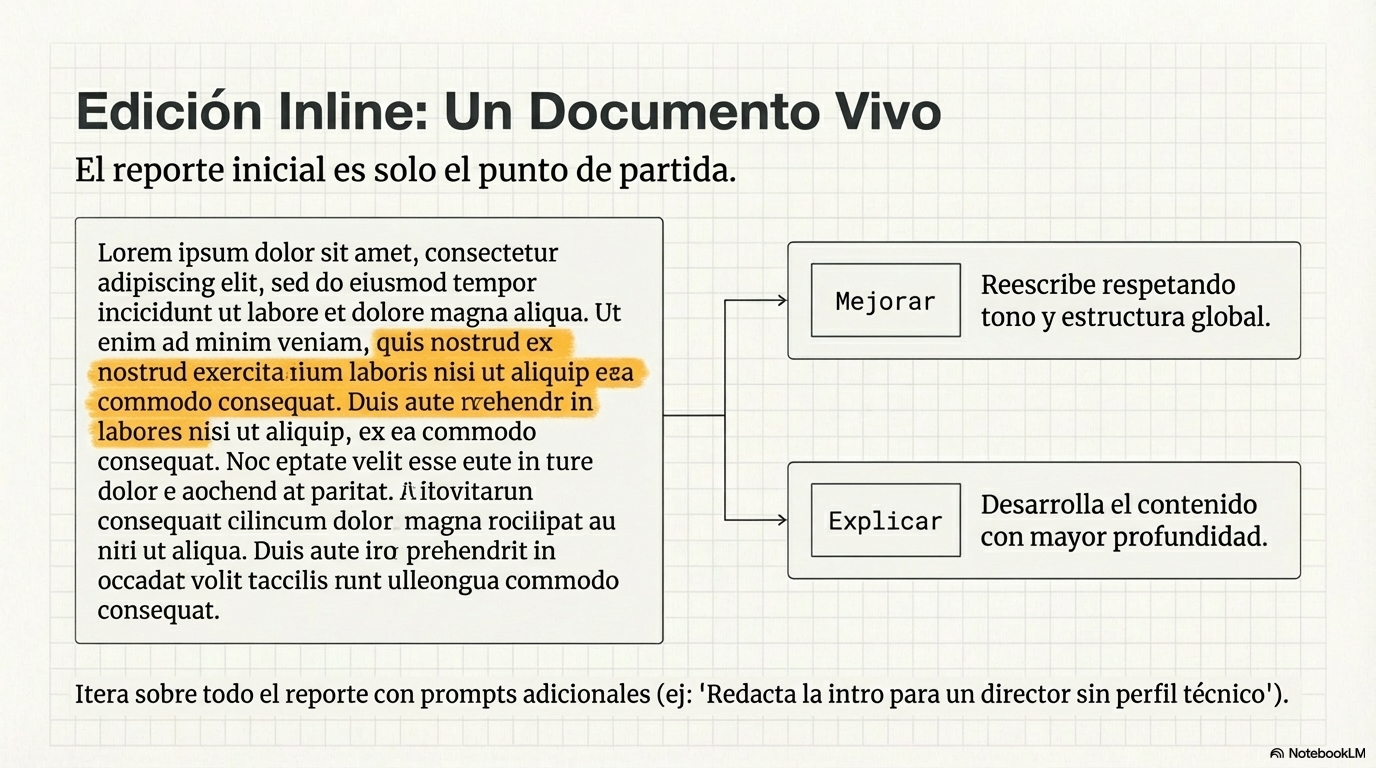 Edición Inline: Un Documento Vivo
El reporte inicial es solo el punto de partida.
Lorem ipsum dolor sit amet, consectetur
adipiscing elit, sed do eiusmod tempor
incicidunt ut labore et dolore magna aliqua. Ut
enim ad minim veniam, quis nostrud ex
nostrud laboris nisi ut aliquip
commodo consequat. Duis aute in
labores nisi ut aliquip, ex ea commodo
consequat. Noc eptate velit esse eute in ture
dolor e aochend at paritat.
cilincum dolor magna au
ut aliqua. Duis aute prehendrit in
occadat volit taccilis ulleongua commodo
consequat.
Mejorar
Reescribe respetando
tono y estructura global.
Explicar
Desarrolla el contenido
con mayor profundidad.
Itera sobre todo el reporte con prompts adicionales (ej: 'Redacta la intro para un director sin perfil técnico').
NotebookLM